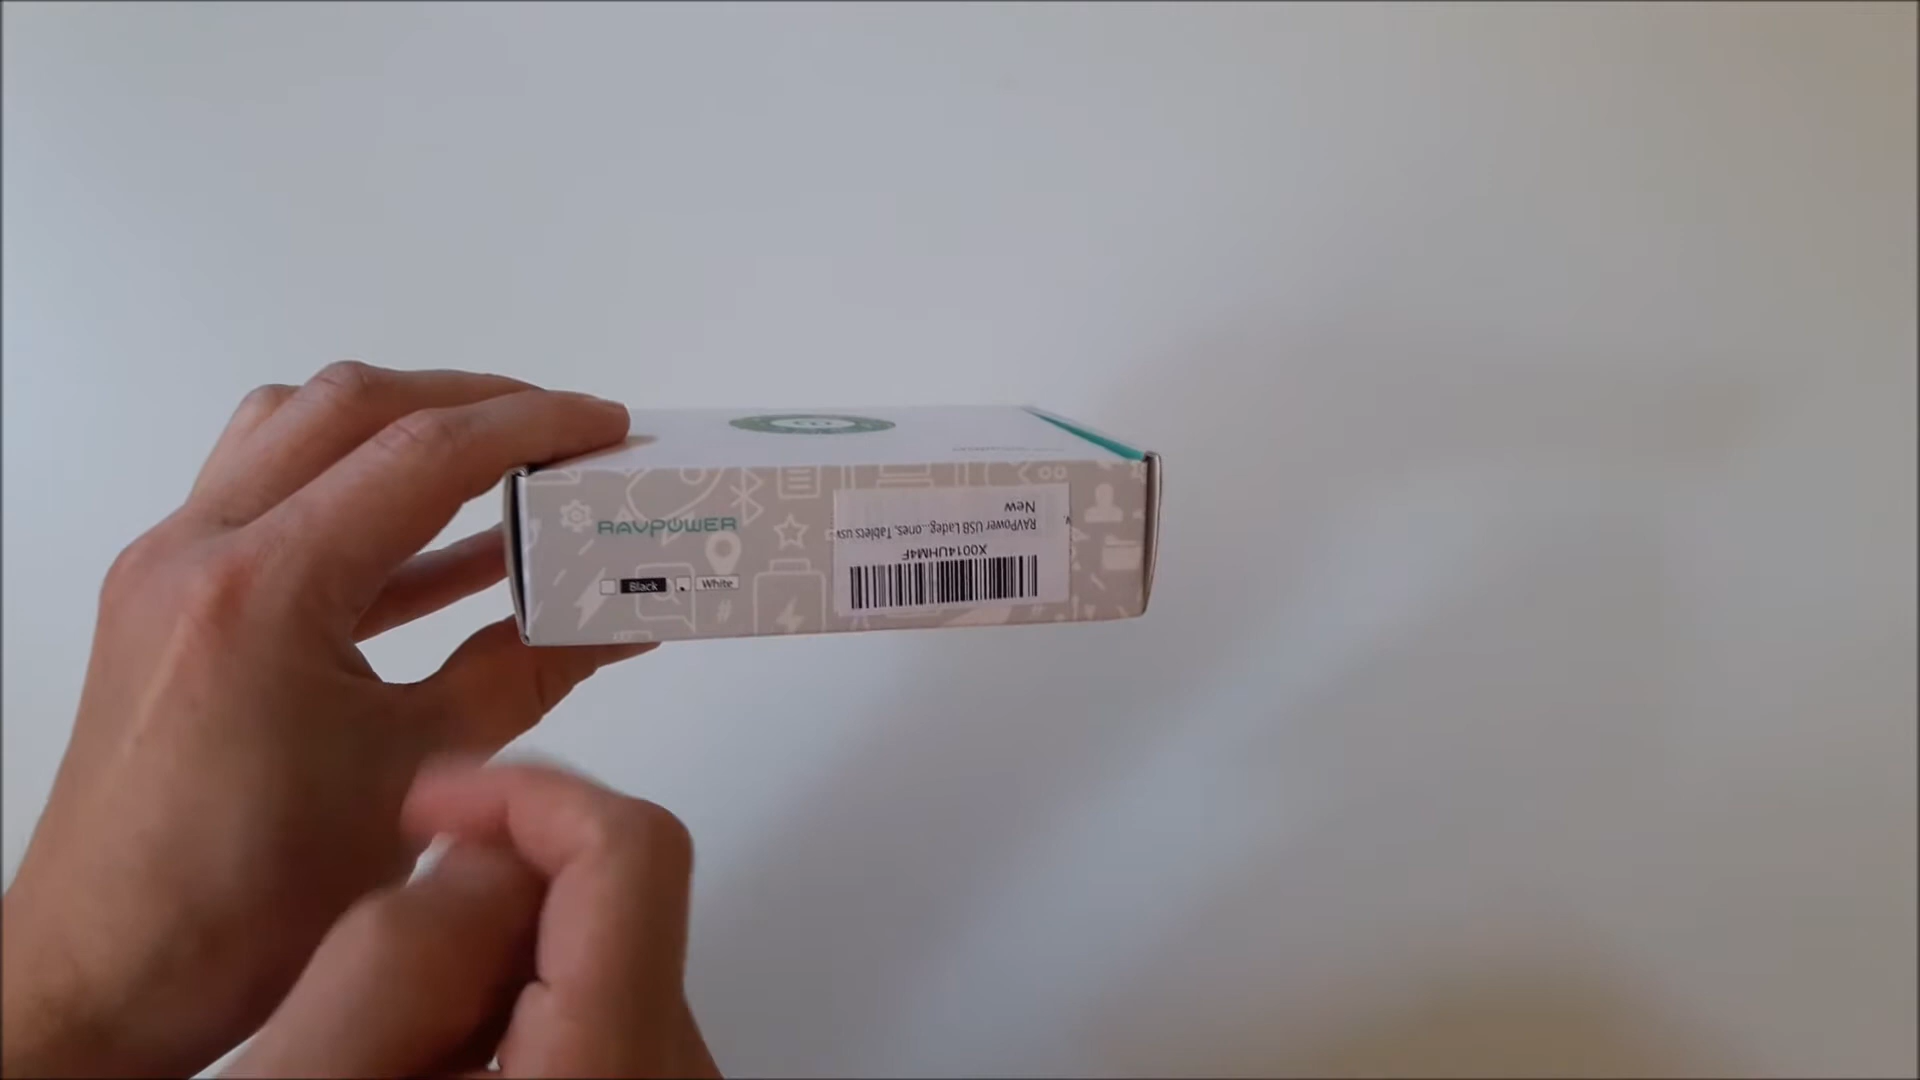 RAVPOWER
Black White
New
RAVPower USB Ladeg...ones, Tablets usw
X0014UHM4F